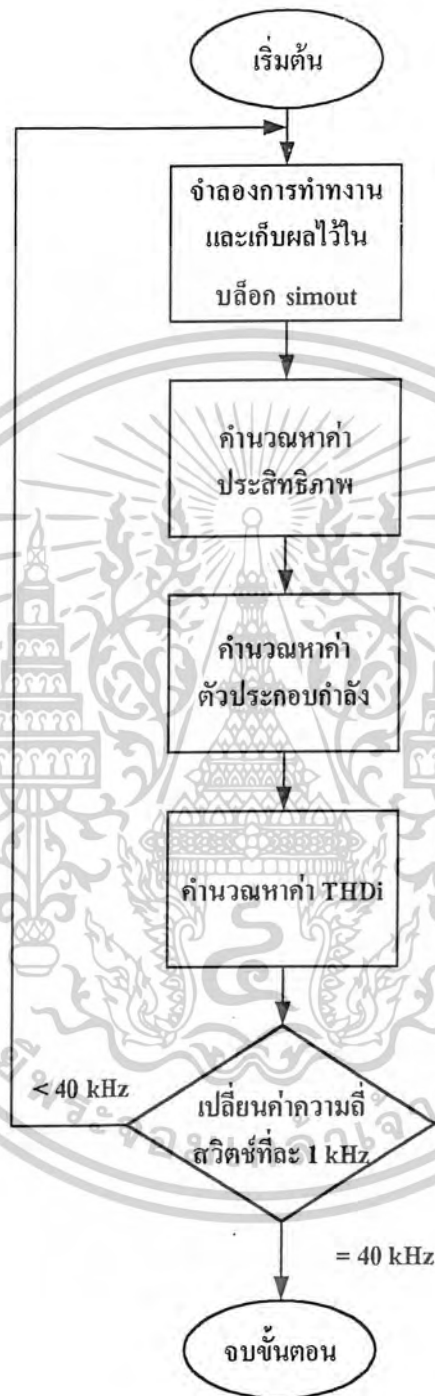 เริ่มต้น
จำลองการทำทงาน
และเก็บผลไว้ใน
บล็อก simout
คำนวณหาค่า
ประสิทธิภาพ
คำนวณหาค่า
ตัวประกอบกำลัง
คำนวณหาค่า THDi
< 40 kHz
เปลี่ยนค่าความถี่
สวิตช์ที่ละ 1 kHz
= 40 kHz
จบขั้นตอน